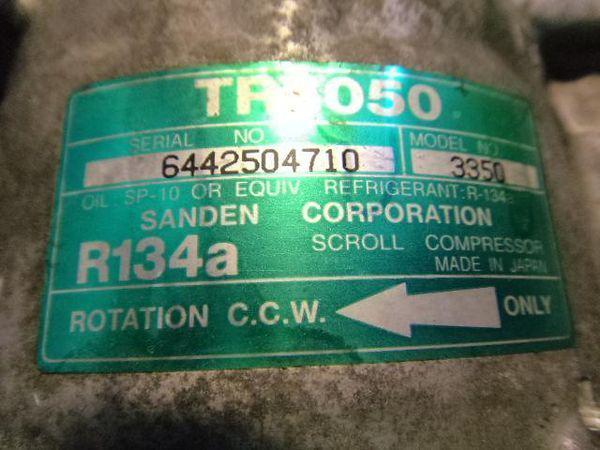 SERIAL NO MODEL NO
6442504710 3350
OIL: SP-10 OR EQUIV REFRIGERANT: R-134a
SANDEN CORPORATION
R134a SCROLL COMPRESSOR
MADE IN JAPAN
ROTATION C.C.W. ONLY